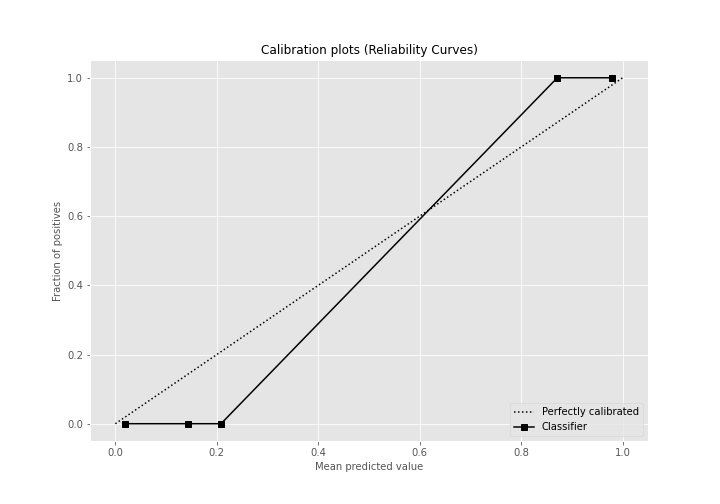 Calibration plots (Reliability Curves)
1.0
0.8
0.6
0.4
0.2
0.0
Fraction of positives
0.0 0.2 0.4 0.6 0.8 1.0
Mean predicted value
Perfectly calibrated
Classifier